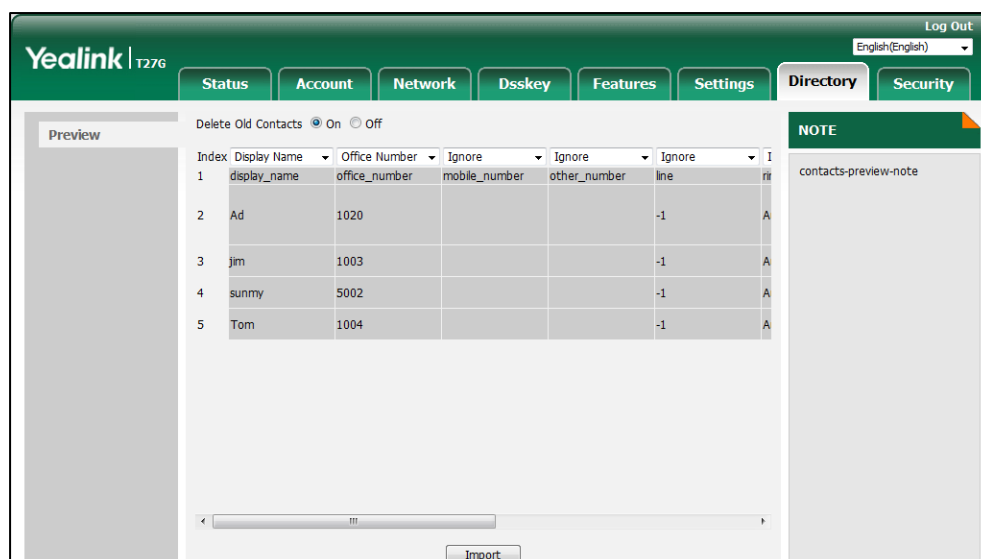 Log Out
Yealink T27G
English(English)
Status Account Network Dsskey Features Settings Directory Security
Preview
Delete Old Contacts On Off
NOTE
contacts-preview-note
Index Display Name Office Number Ignore Ignore Ignore I
1 display_name office_number mobile_number other_number line
2 Ad 1020 -1 A
3 jim 1003 -1 A
4 sunmy 5002 -1 A
5 Tom 1004 -1 A
Import